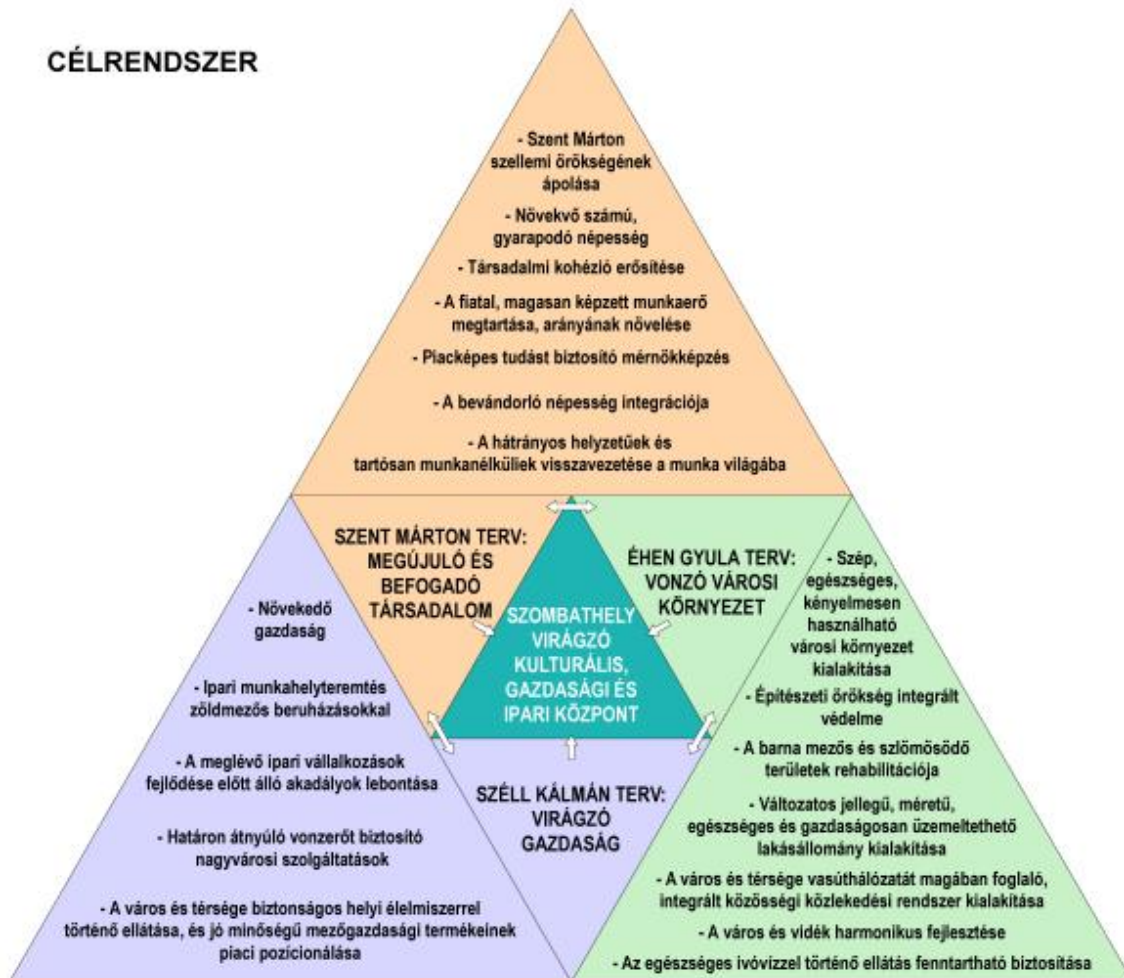 CÉLRENDSZER
- Szent Márton
szellemi örökségének
ápolása
- Növekvő számú,
gyarapodó népesség
- Társadalmi kohézió erősítése
- A fiatal, magasan képzett munkaerő
megtartása, arányának növelése
- Piacképes tudást biztosító mérnökképzés
- A bevándorló népesség integrációja
- A hátrányos helyzetűek és
tartósan munkanélküliek visszavezetése a munka világába
SZENT MÁRTON TERV:
MEGÚJULÓ ÉS
BEFOGADÓ
TÁRSADALOM
ÉHEN GYULA TERV:
VONZÓ VÁROSI
KÖRNYEZET
SZOMBATHELY
VIRÁGZÓ
KULTURÁLIS,
GAZDASÁGI ÉS
IPARI KÖZPONT
SZÉLL KÁLMÁN TERV:
VIRÁGZÓ
GAZDASÁG
- Növekedő
gazdaság
- Ipari munkahelyteremtés
zöldmezős beruházásokkal
- A meglévő ipari vállalkozások
fejlődése előtt álló akadályok lebontása
- Határon átnyúló vonzerőt biztosító
nagyvárosi szolgáltatások
- A város és térsége biztonságos helyi élelmiszerrel
történő ellátása, és jó minőségű mezőgazdasági termékeinek
piaci pozícionálása
- Szép,
egészséges,
kényelmesen
használható
városi környezet
kialakítása
- Építészeti örökség integrált
védelme
- A barna mezős és szlömösödő
területek rehabilitációja
- Változatos jellegű, méretű,
egészséges és gazdaságosan üzemeltethető
lakásállomány kialakítása
- A város és térsége vasúthálózatát magában foglaló,
integrált közösségi közlekedési rendszer kialakítása
- A város és vidék harmonikus fejlesztése
- Az egészséges ivóvízzel történő ellátás fenntartható biztosítása